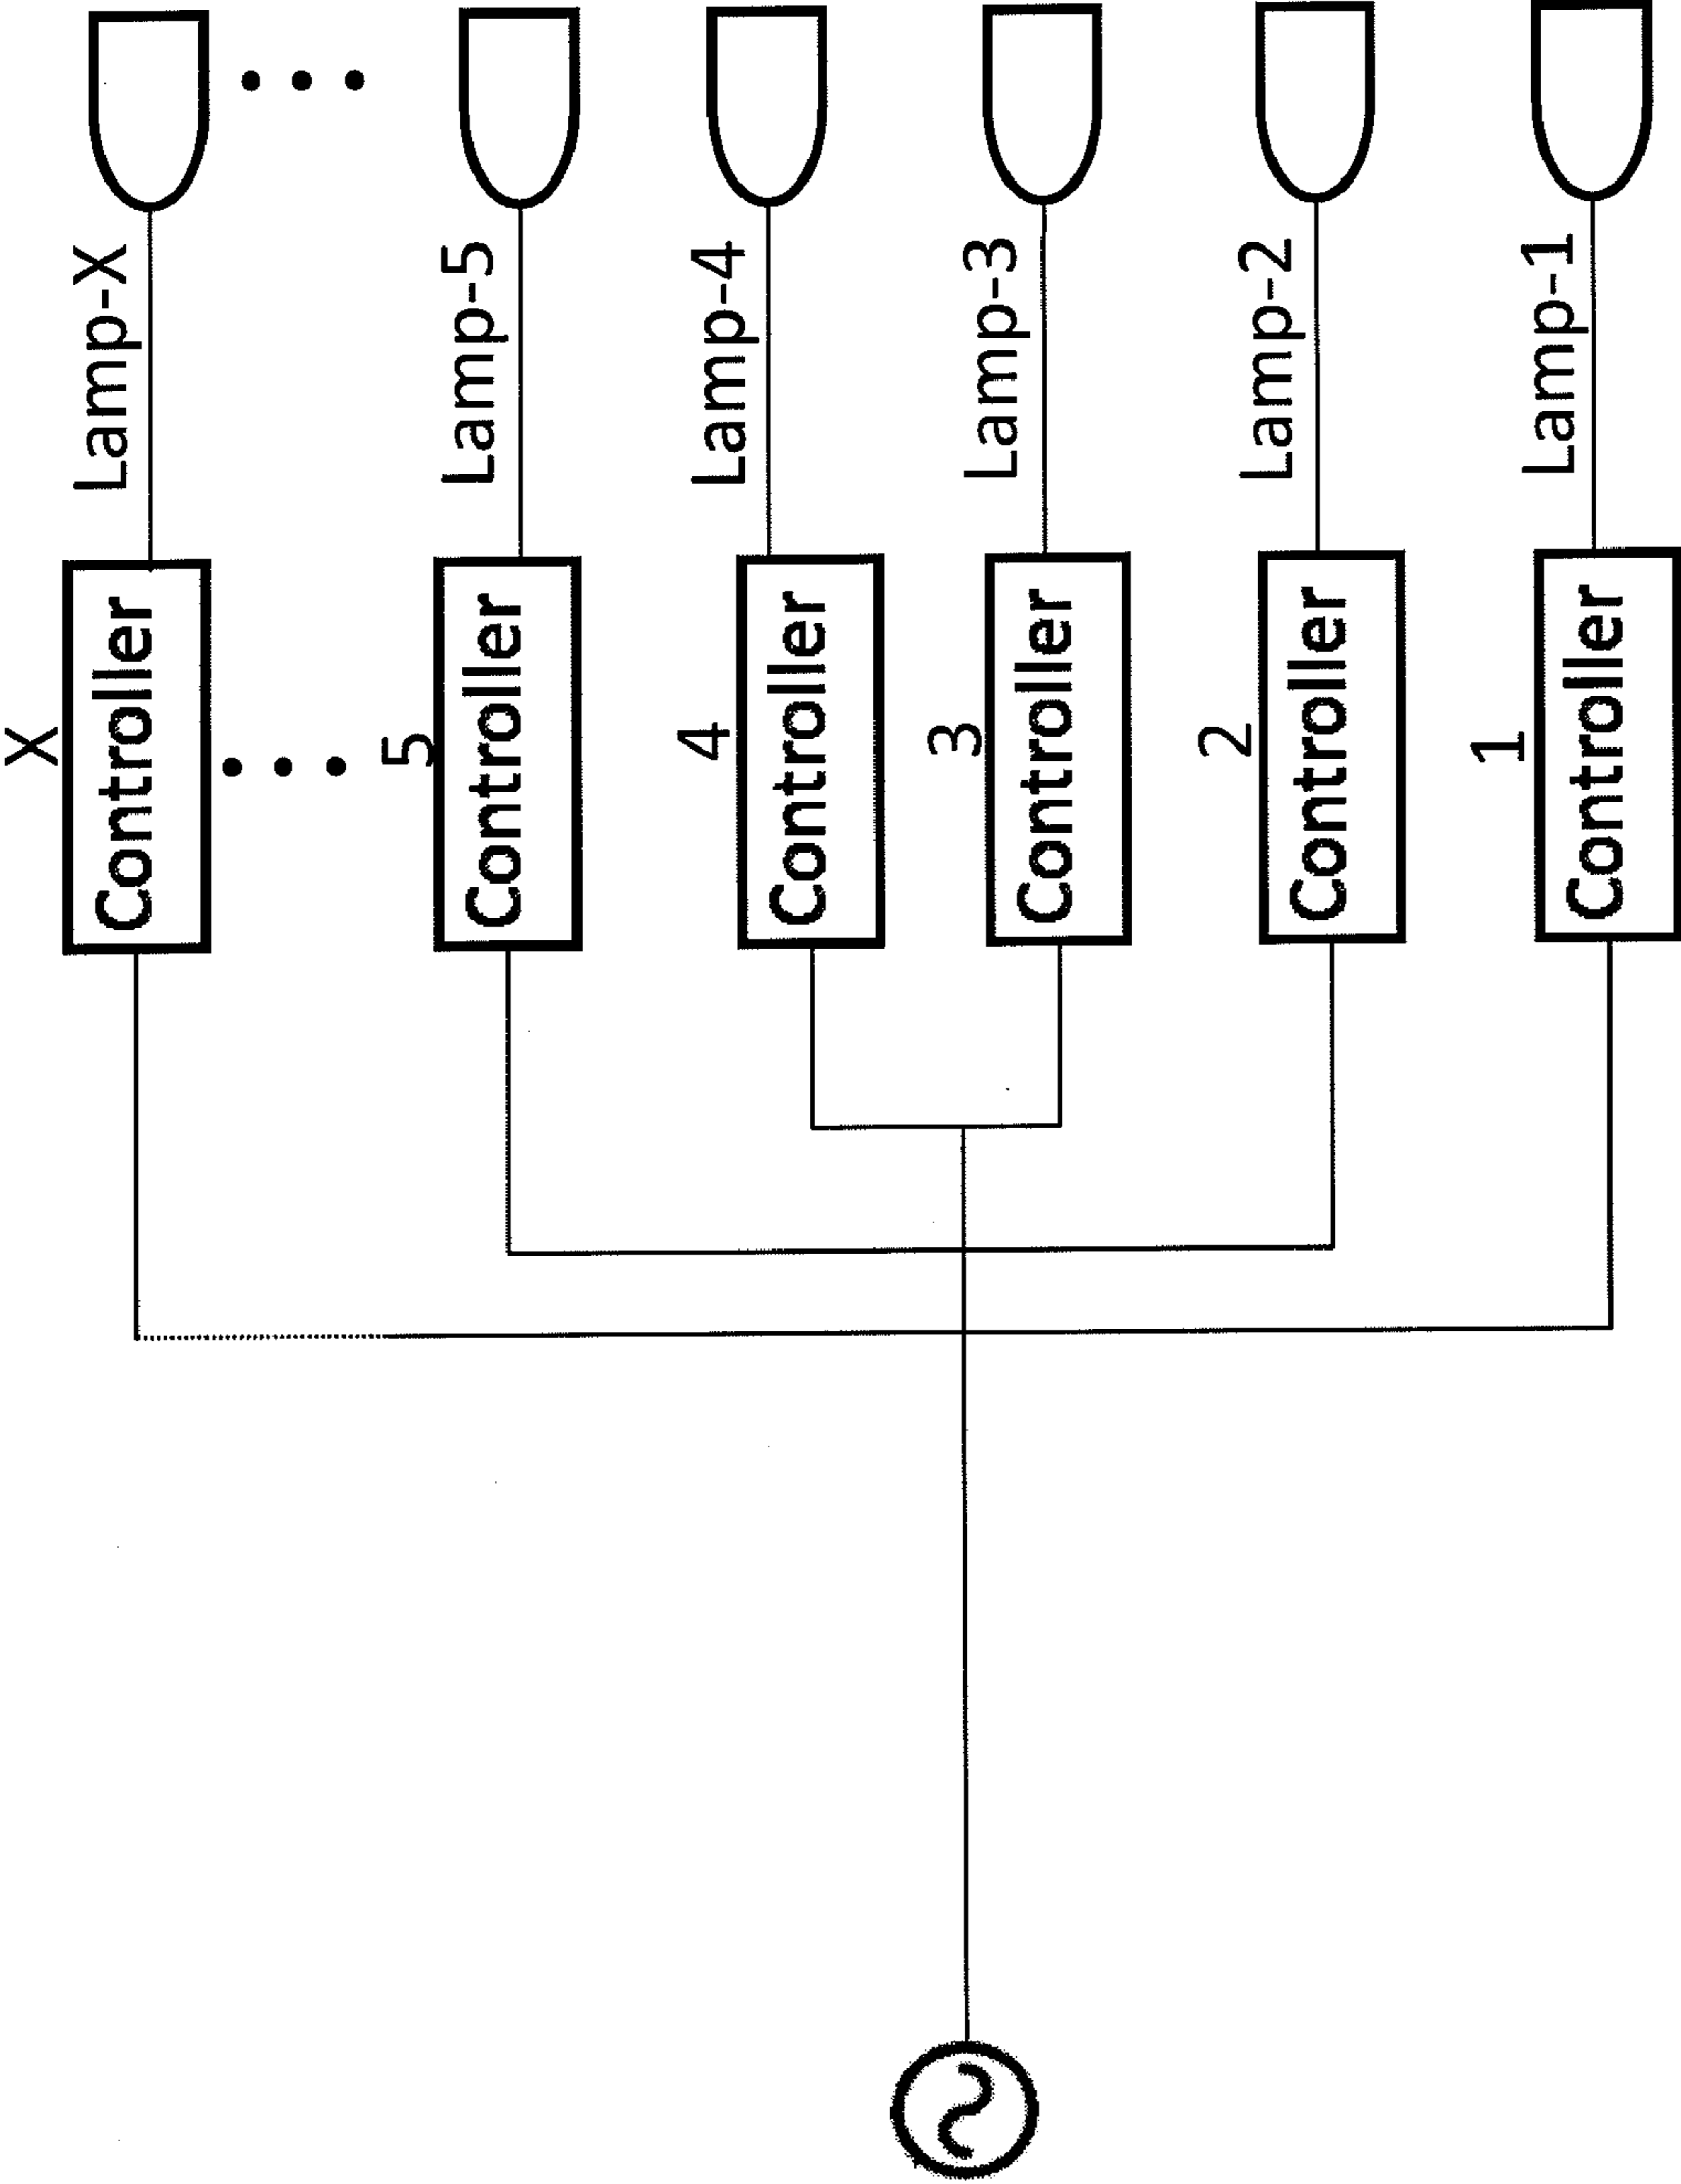 X
Controller
Lamp-X
5
Controller
Lamp-5
4
Controller
Lamp-4
3
Controller
Lamp-3
2
Controller
Lamp-2
1
Controller
Lamp-1